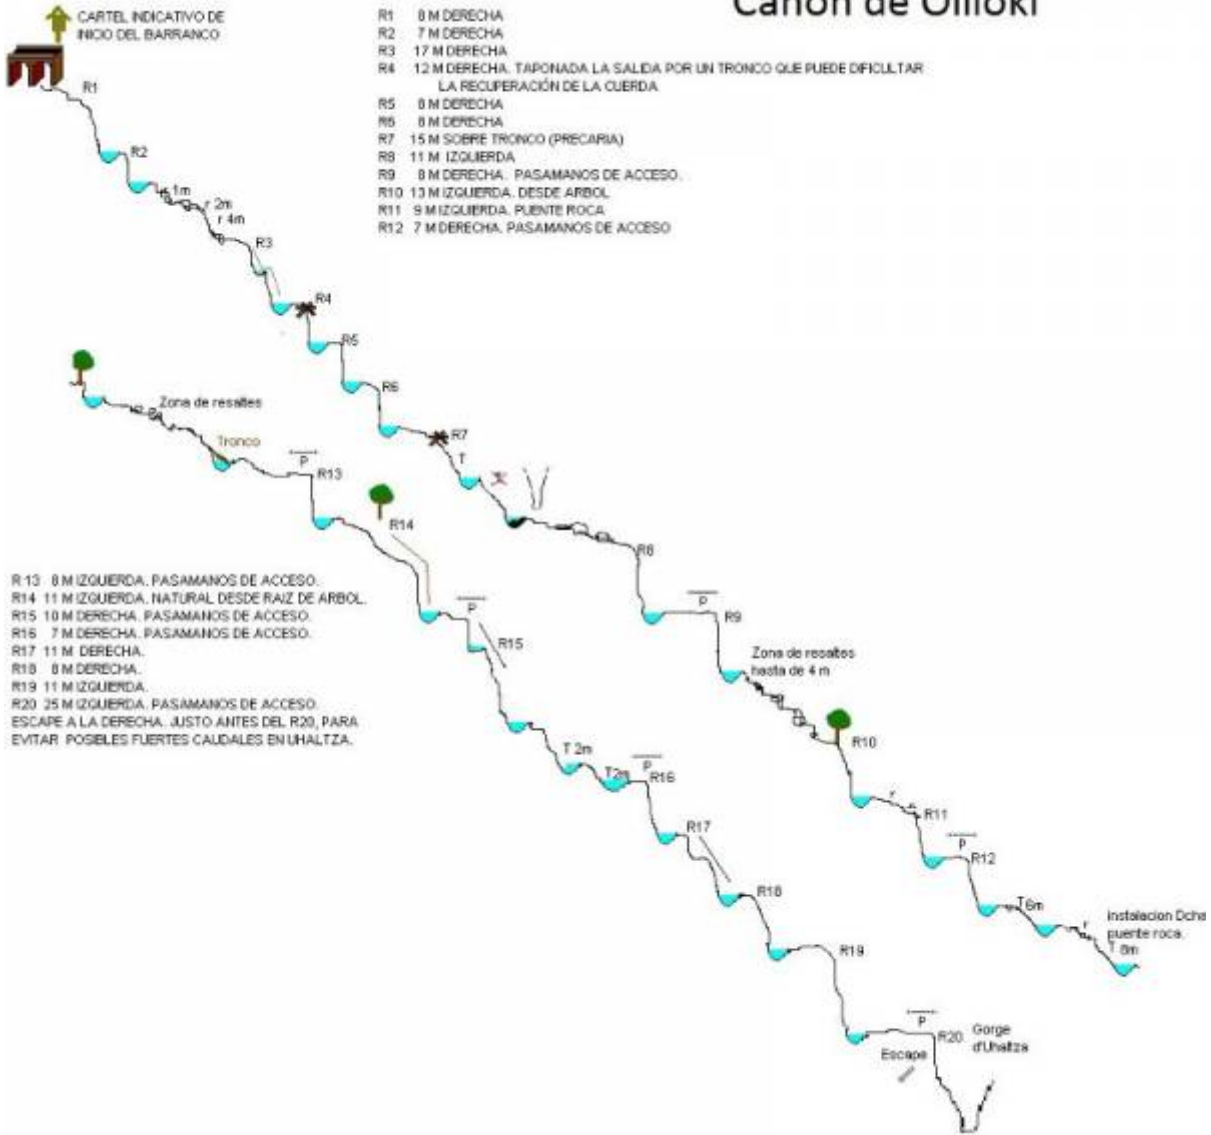 Cañón de Ollloki
CARTEL INDICATIVO DE
INICIO DEL BARRANCO
R1 8 M DERECHA
R2 7 M DERECHA
R3 17 M DERECHA
R4 12 M DERECHA. TAPONADA LA SALIDA POR UN TRONCO QUE PUEDE DIFICULTAR
LA RECUPERACIÓN DE LA CUERDA
R5 8 M DERECHA
R6 8 M DERECHA
R7 15 M SOBRE TRONCO (PRECARIA)
R8 11 M IZQUIERDA
R9 8 M DERECHA. PASAMANOS DE ACCESO.
R10 13 M IZQUIERDA. DESDE ARBOL
R11 9 M IZQUIERDA. PUENTE ROCA
R12 7 M DERECHA. PASAMANOS DE ACCESO
R1
R2
r 1m
r 2m
r 4m
R3
R4
R5
R6
R7
T
R8
P
R9
Zona de resaltes
hasta de 4 m
R10
r
R11
P
R12
T6m
r
instalacion Dcha
puente roca.
T 8m
Zona de resaltes
Tronco
P
R13
R14
P
R15
T 2m
T2m
P
R16
R17
R18
R19
P
R20
Gorge
d'Uhaltza
Escape
R 13 8 M IZQUIERDA. PASAMANOS DE ACCESO.
R14 11 M IZQUIERDA. NATURAL DESDE RAIZ DE ARBOL.
R15 10 M DERECHA. PASAMANOS DE ACCESO.
R16 7 M DERECHA. PASAMANOS DE ACCESO.
R17 11 M DERECHA.
R18 8 M DERECHA.
R19 11 M IZQUIERDA.
R20 25 M IZQUIERDA. PASAMANOS DE ACCESO.
ESCAPE A LA DERECHA. JUSTO ANTES DEL R20, PARA
EVITAR POSIBLES FUERTES CAUDALES EN UHALTZA.